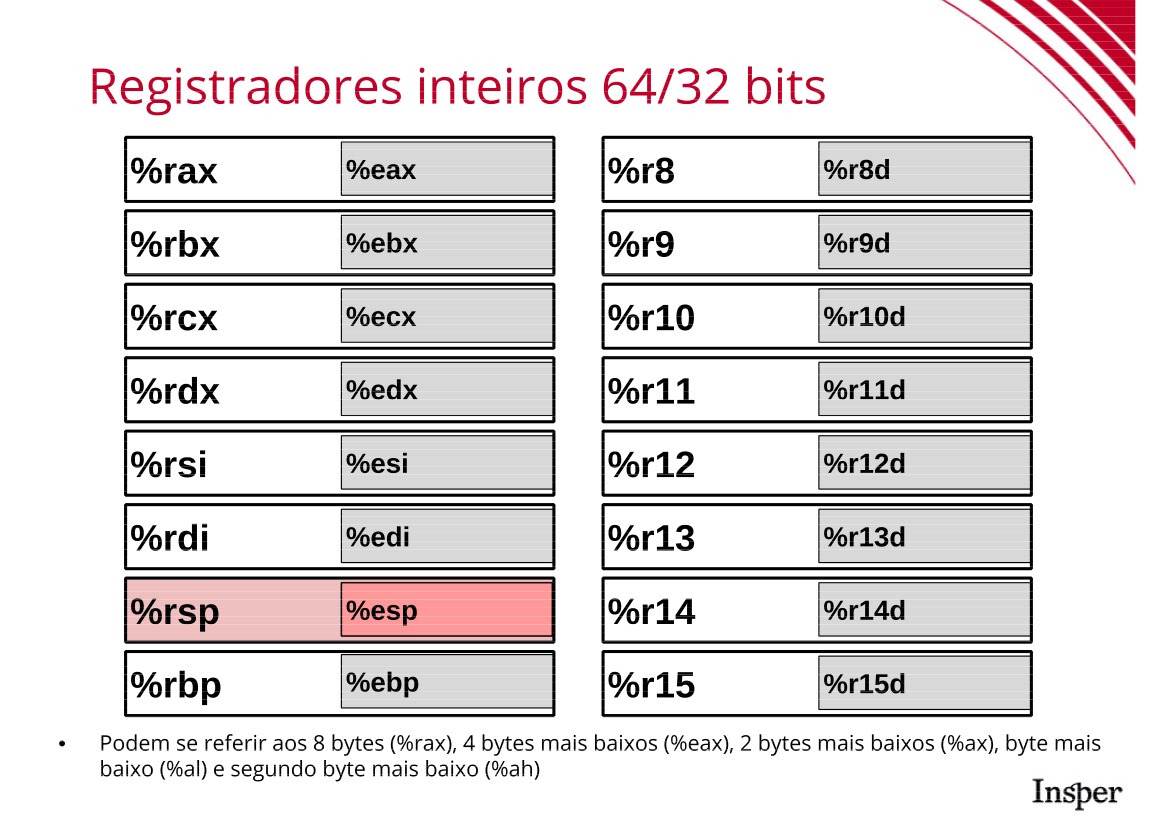 Registradores inteiros 64/32 bits
%rax %eax
%rbx %ebx
%rcx %ecx
%rdx %edx
%rsi %esi
%rdi %edi
%rsp %esp
%rbp %ebp
%r8 %r8d
%r9 %r9d
%r10 %r10d
%r11 %r11d
%r12 %r12d
%r13 %r13d
%r14 %r14d
%r15 %r15d
• Podem se referir aos 8 bytes (%rax), 4 bytes mais baixos (%eax), 2 bytes mais baixos (%ax), byte mais
baixo (%al) e segundo byte mais baixo (%ah)
Insper